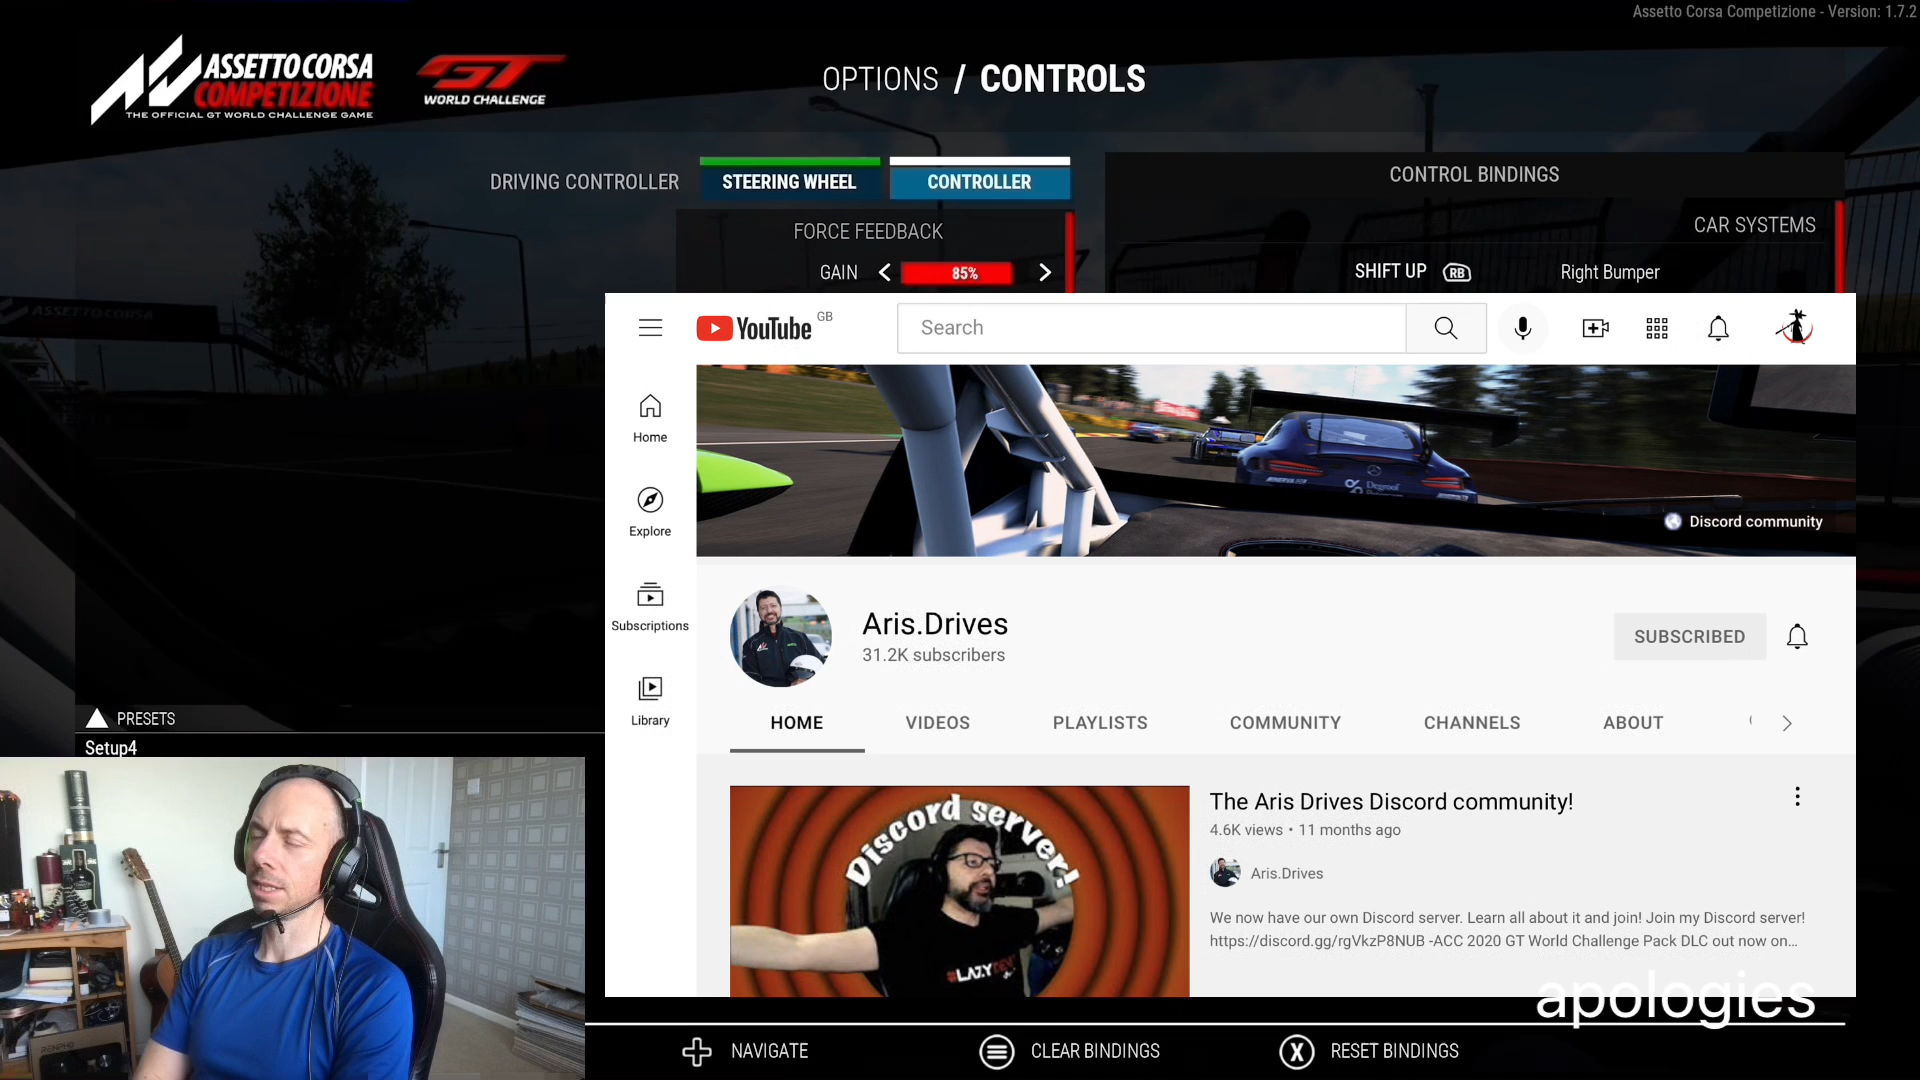 Assetto Corsa Competizione - Version: 1.7.2
ASSETTO CORSA
COMPETIZIONE
THE OFFICIAL GT WORLD CHALLENGE GAME
GT
WORLD CHALLENGE
OPTIONS / CONTROLS
DRIVING CONTROLLER
STEERING WHEEL
CONTROLLER
CONTROL BINDINGS
FORCE FEEDBACK
CAR SYSTEMS
GAIN
85%
SHIFT UP
RB
Right Bumper
YouTube
GB
Search
Home
Explore
Subscriptions
Library
Discord community
Aris.Drives
31.2K subscribers
SUBSCRIBED
HOME
VIDEOS
PLAYLISTS
COMMUNITY
CHANNELS
ABOUT
PRESETS
Setup4
Discord server!
#LAZYDEV
The Aris Drives Discord community!
4.6K views • 11 months ago
Aris.Drives
We now have our own Discord server. Learn all about it and join! Join my Discord server!
https://discord.gg/rgVkzP8NUB -ACC 2020 GT World Challenge Pack DLC out now on...
apologies
NAVIGATE
CLEAR BINDINGS
X
RESET BINDINGS